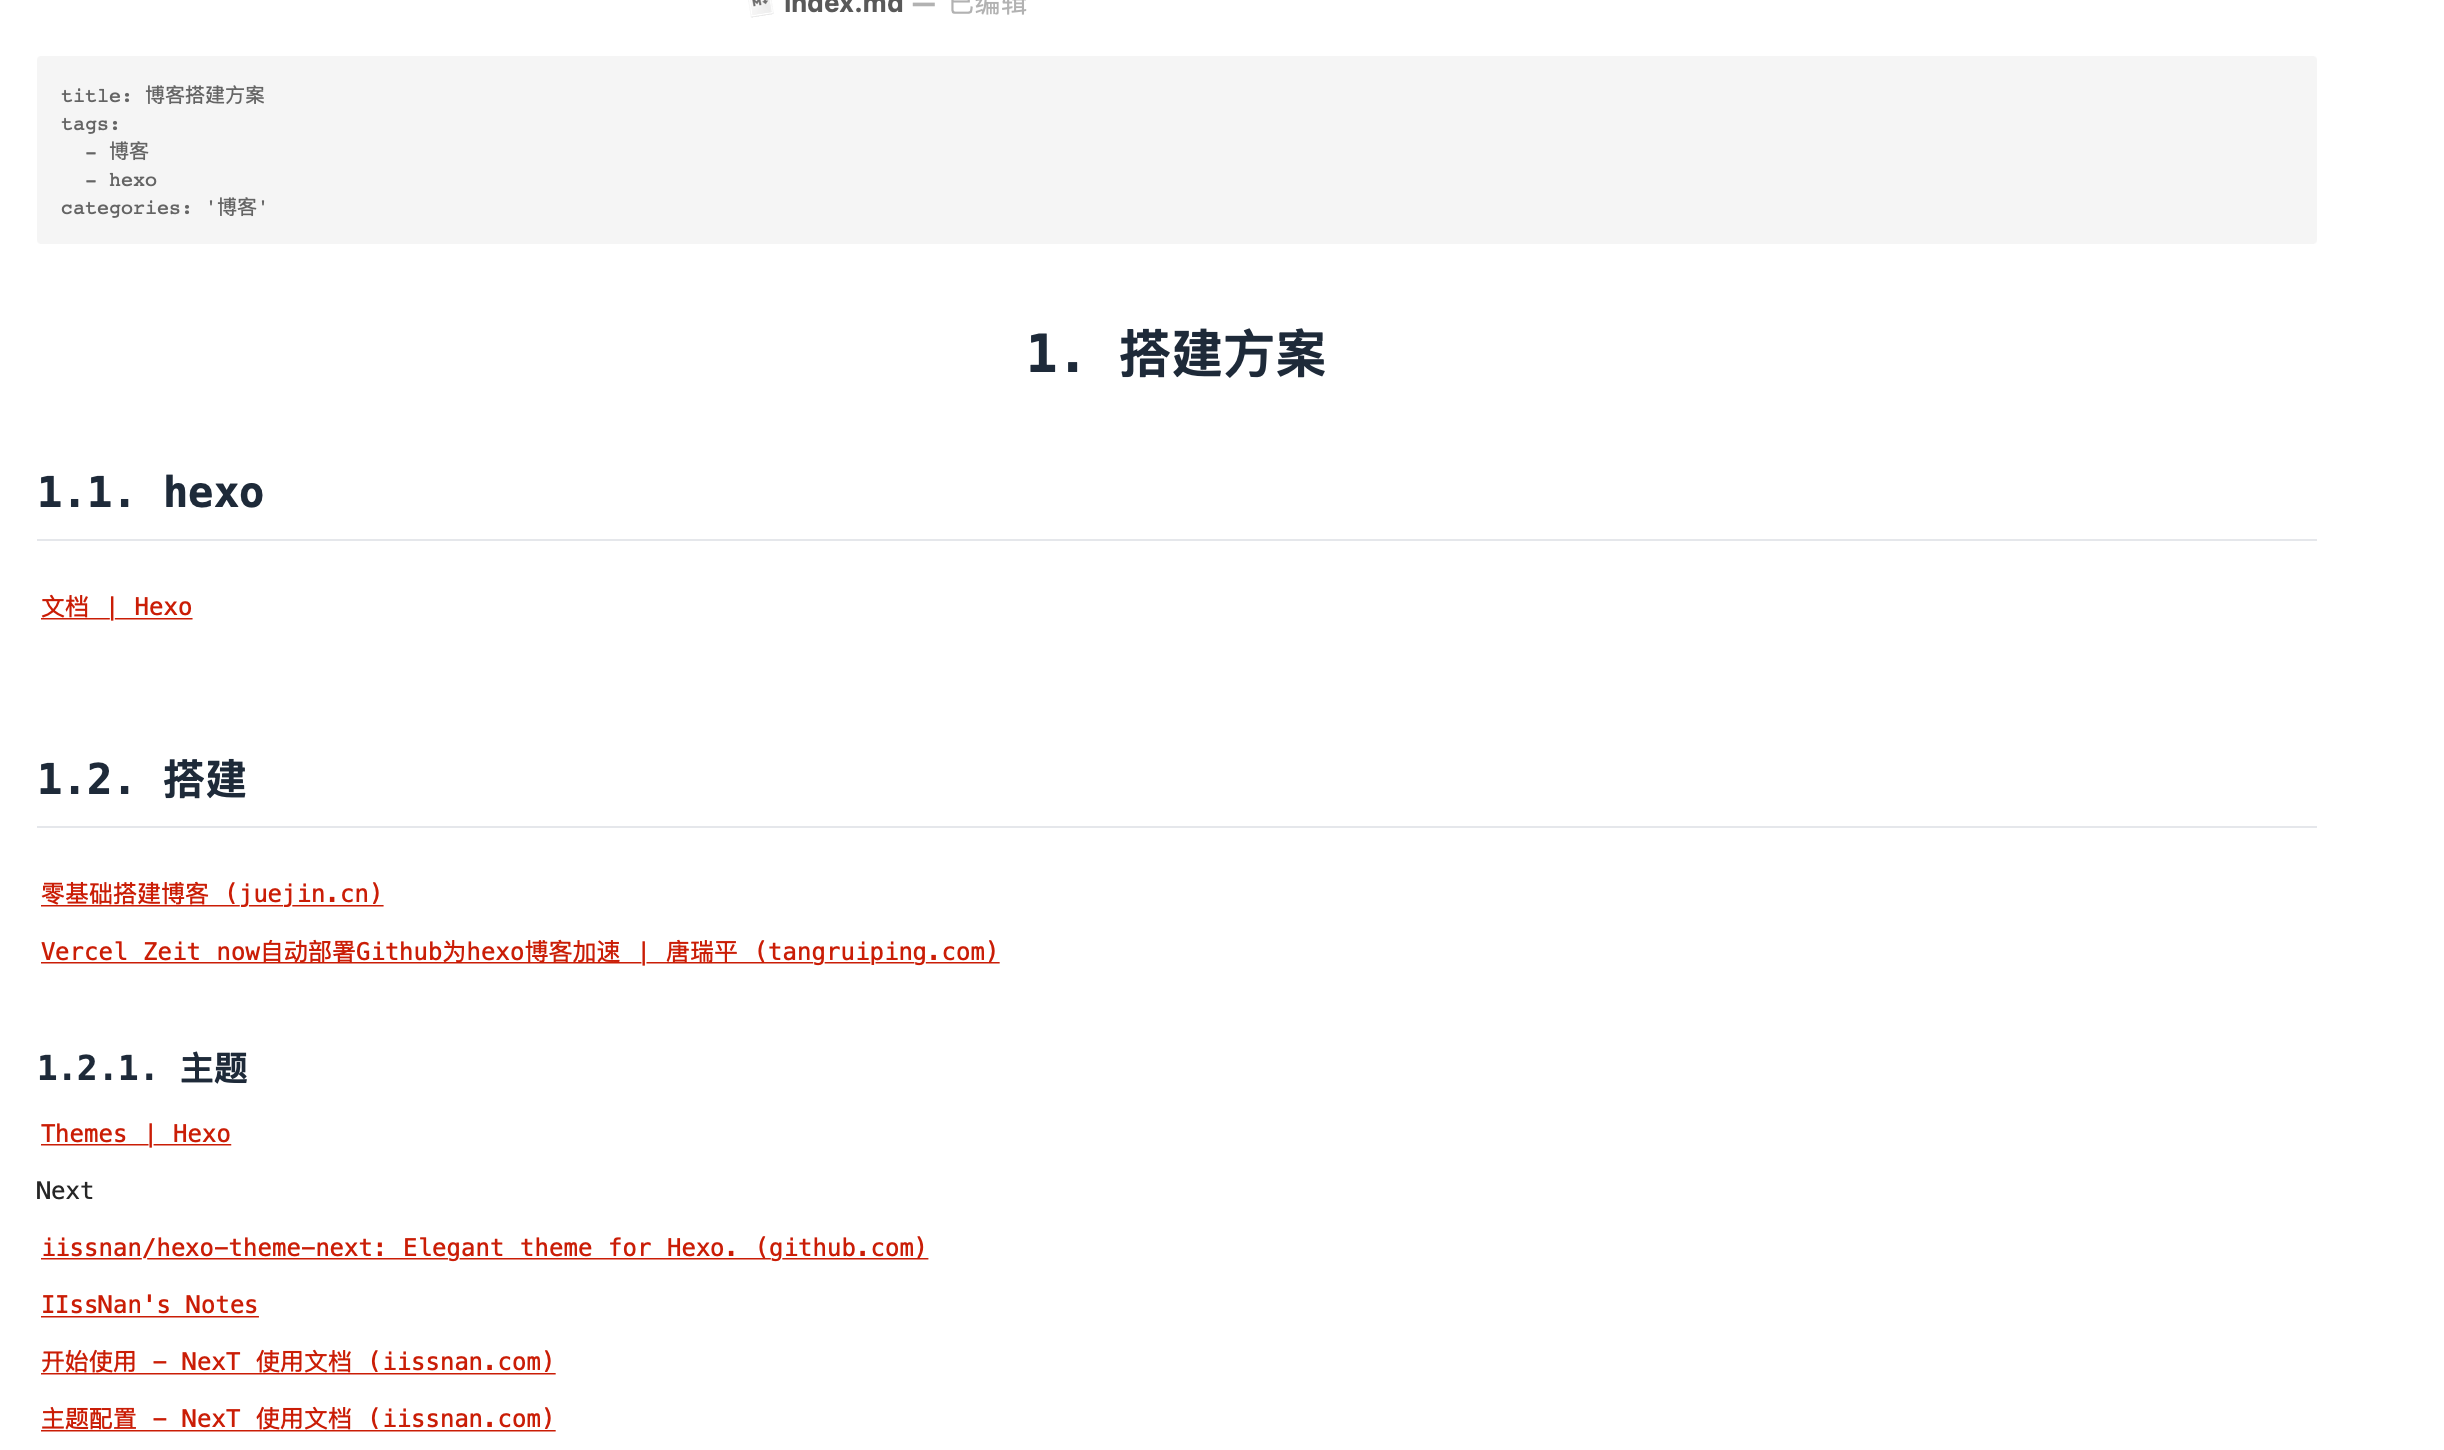 index.md — 已编辑
title: 博客搭建方案
tags:
  - 博客
  - hexo
categories: '博客'
1. 搭建方案
1.1. hexo
文档 | Hexo
1.2. 搭建
零基础搭建博客 (juejin.cn)
Vercel Zeit now自动部署Github为hexo博客加速 | 唐瑞平 (tangruiping.com)
1.2.1. 主题
Themes | Hexo
Next
iissnan/hexo-theme-next: Elegant theme for Hexo. (github.com)
IIssNan's Notes
开始使用 - NexT 使用文档 (iissnan.com)
主题配置 - NexT 使用文档 (iissnan.com)